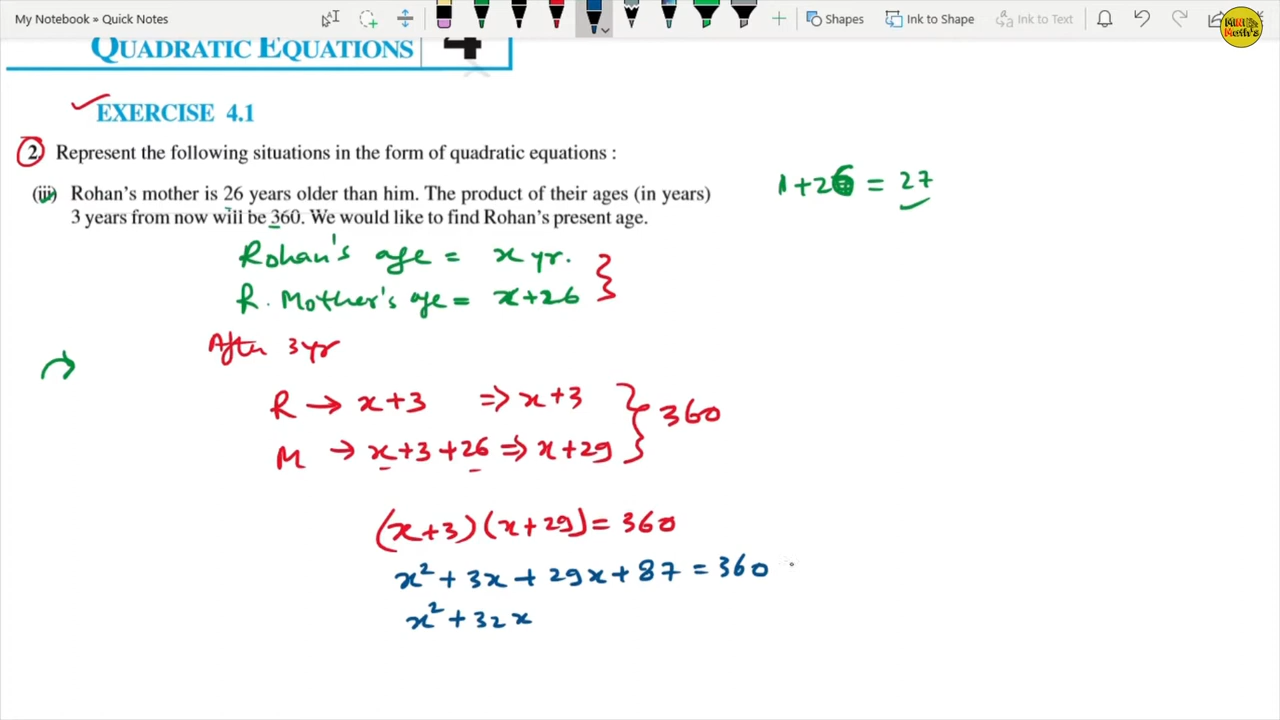 My Notebook » Quick Notes
Shapes
Ink to Shape
Ink to Text
MiRi Math's
QUADRATIC EQUATIONS 4
EXERCISE 4.1
2. Represent the following situations in the form of quadratic equations :
(iii) Rohan's mother is 26 years older than him. The product of their ages (in years)
3 years from now will be 360. We would like to find Rohan's present age.
1+26 = 27
Rohan's age = x yr.
R. Mother's age = x+26
After 3yr
R → x+3 ⇒ x+3
360
M → x+3+26 ⇒ x+29
(x+3)(x+29) = 360
x² + 3x + 29x + 87 = 360
x² + 32x